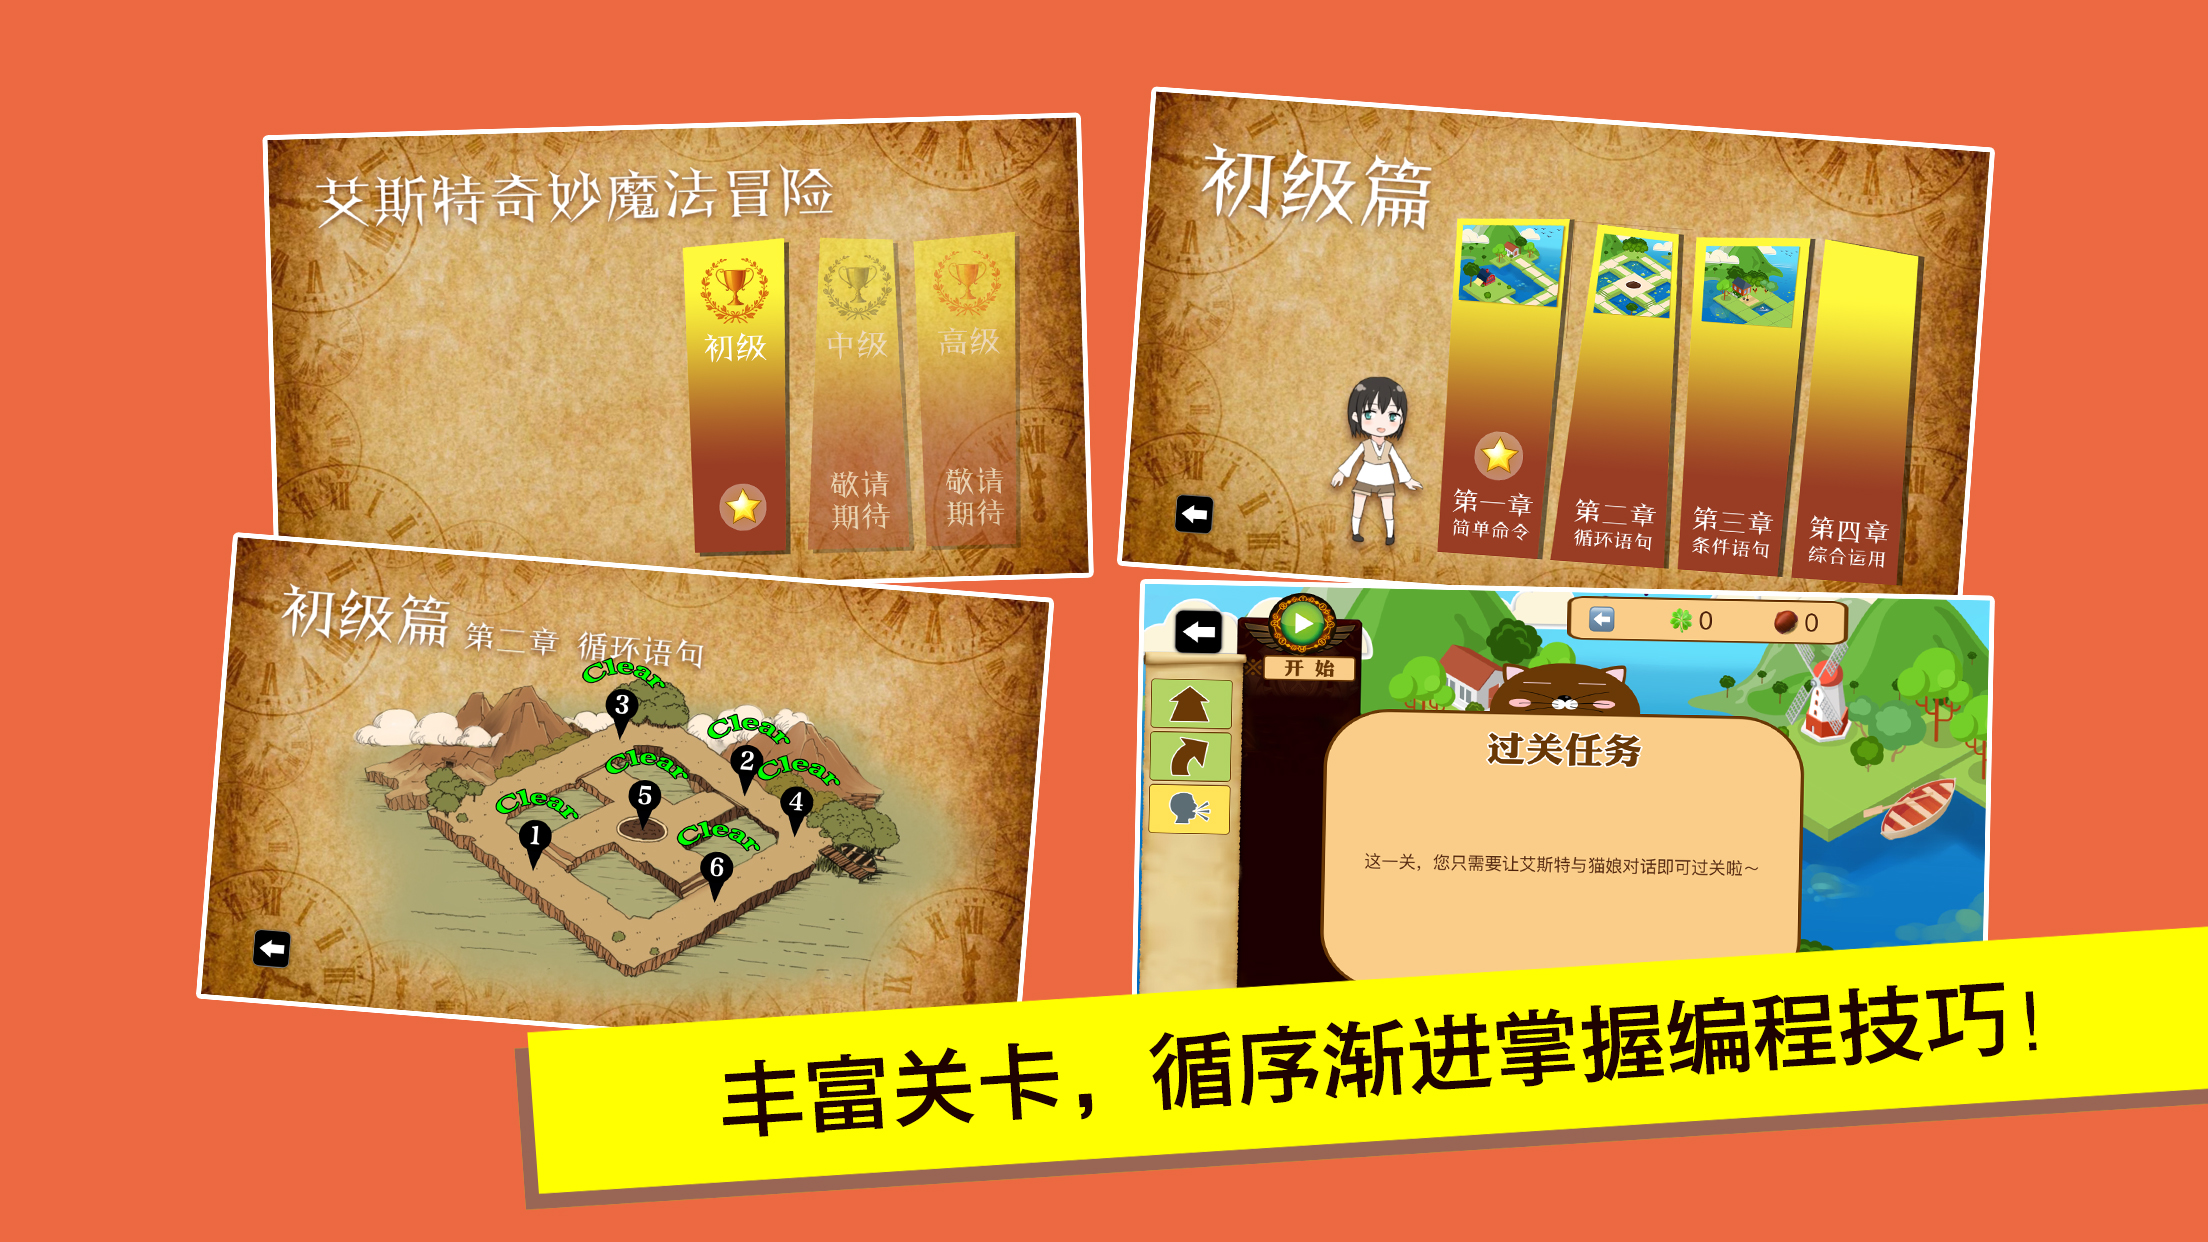 艾斯特奇妙魔法冒险
初级
中级
敬请
期待
高级
敬请
期待
初级篇
第一章
简单命令
第二章
循环语句
第三章
条件语句
第四章
综合运用
初级篇 第二章 循环语句
Clear
3
Clear
2
Clear
5
Clear
4
Clear
1
Clear
6
开始
0
0
过关任务
这一关，您只需要让艾斯特与猫娘对话即可过关啦～
丰富关卡，循序渐进掌握编程技巧！